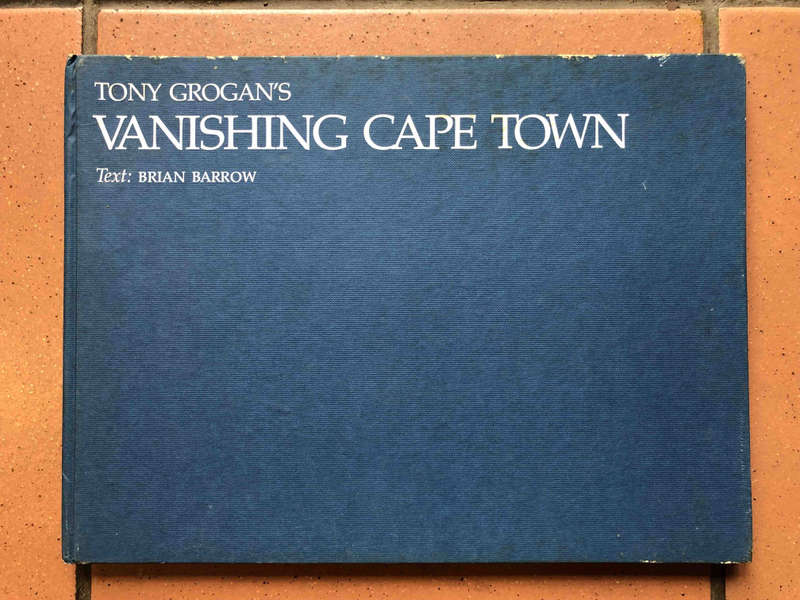 TONY GROGAN'S
VANISHING CAPE TOWN
Text: BRIAN BARROW